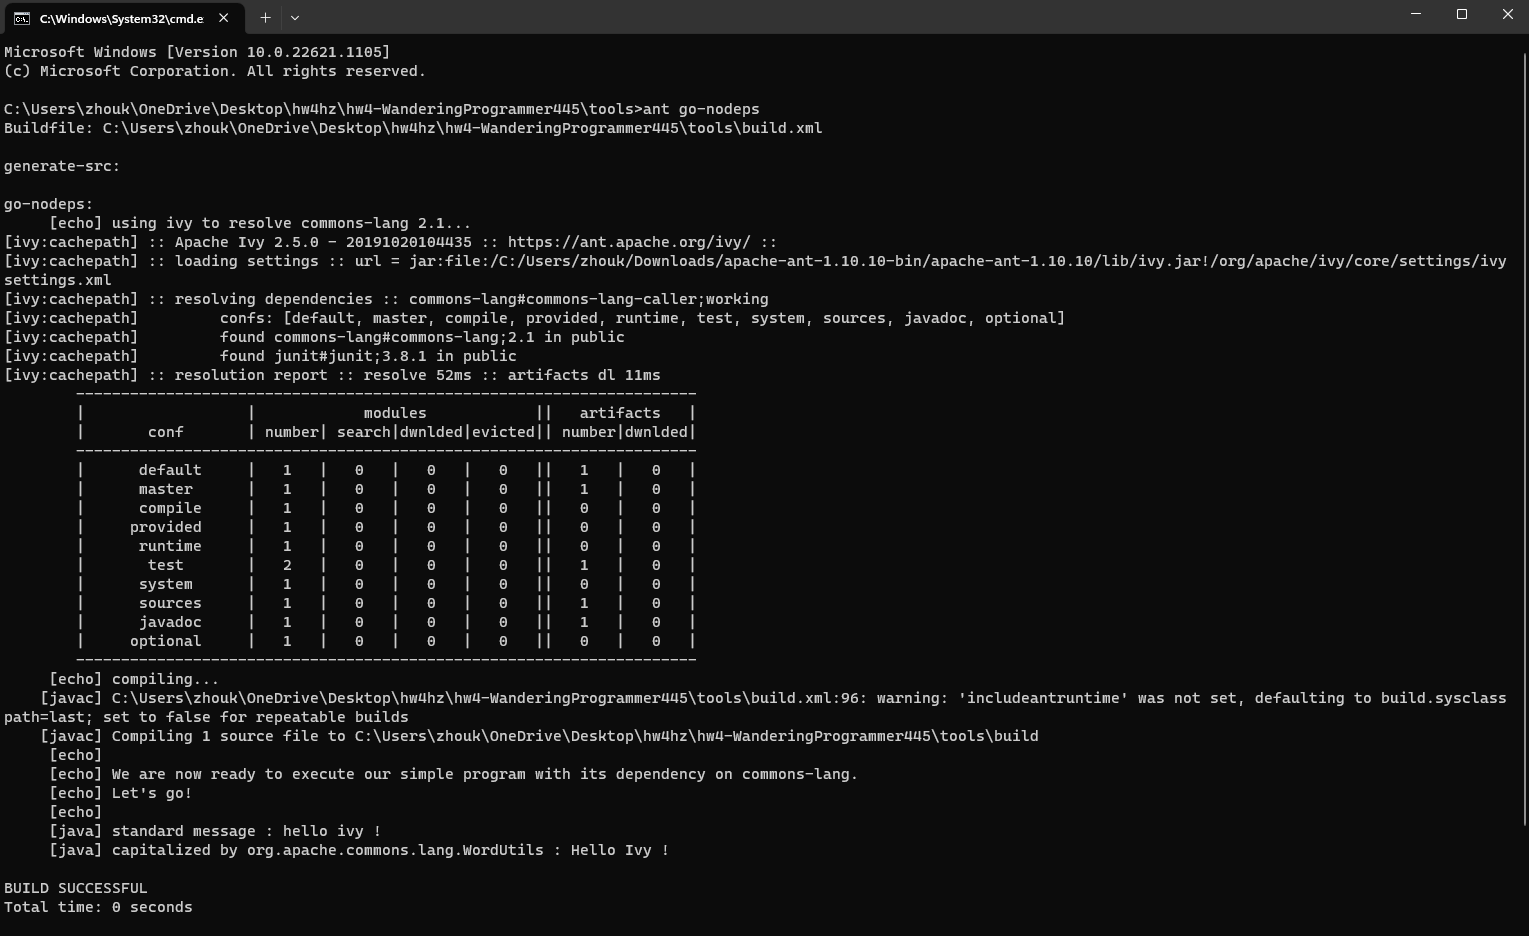 C:\Windows\System32\cmd.e
Microsoft Windows [Version 10.0.22621.1105]
(c) Microsoft Corporation. All rights reserved.
C:\Users\zhouk\OneDrive\Desktop\hw4hz\hw4-WanderingProgrammer445\tools>ant go-nodeps
Buildfile: C:\Users\zhouk\OneDrive\Desktop\hw4hz\hw4-WanderingProgrammer445\tools\build.xml
generate-src:
go-nodeps:
     [echo] using ivy to resolve commons-lang 2.1...
[ivy:cachepath] :: Apache Ivy 2.5.0 - 20191020104435 :: https://ant.apache.org/ivy/ ::
[ivy:cachepath] :: loading settings :: url = jar:file:/C:/Users/zhouk/Downloads/apache-ant-1.10.10-bin/apache-ant-1.10.10/lib/ivy.jar!/org/apache/ivy/core/settings/ivy
settings.xml
[ivy:cachepath] :: resolving dependencies :: commons-lang#commons-lang-caller;working
[ivy:cachepath]         confs: [default, master, compile, provided, runtime, test, system, sources, javadoc, optional]
[ivy:cachepath]         found commons-lang#commons-lang;2.1 in public
[ivy:cachepath]         found junit#junit;3.8.1 in public
[ivy:cachepath] :: resolution report :: resolve 52ms :: artifacts dl 11ms
        ---------------------------------------------------------------------
        |                  |            modules            ||   artifacts   |
        |       conf       | number| search|dwnlded|evicted|| number|dwnlded|
        ---------------------------------------------------------------------
        |      default     |   1   |   0   |   0   |   0   ||   1   |   0   |
        |      master      |   1   |   0   |   0   |   0   ||   1   |   0   |
        |      compile     |   1   |   0   |   0   |   0   ||   0   |   0   |
        |     provided     |   1   |   0   |   0   |   0   ||   0   |   0   |
        |      runtime     |   1   |   0   |   0   |   0   ||   0   |   0   |
        |       test       |   2   |   0   |   0   |   0   ||   1   |   0   |
        |      system      |   1   |   0   |   0   |   0   ||   0   |   0   |
        |      sources     |   1   |   0   |   0   |   0   ||   1   |   0   |
        |      javadoc     |   1   |   0   |   0   |   0   ||   1   |   0   |
        |     optional     |   1   |   0   |   0   |   0   ||   0   |   0   |
        ---------------------------------------------------------------------
     [echo] compiling...
    [javac] C:\Users\zhouk\OneDrive\Desktop\hw4hz\hw4-WanderingProgrammer445\tools\build.xml:96: warning: 'includeantruntime' was not set, defaulting to build.sysclass
path=last; set to false for repeatable builds
    [javac] Compiling 1 source file to C:\Users\zhouk\OneDrive\Desktop\hw4hz\hw4-WanderingProgrammer445\tools\build
     [echo]
     [echo] We are now ready to execute our simple program with its dependency on commons-lang.
     [echo] Let's go!
     [echo]
     [java] standard message : hello ivy !
     [java] capitalized by org.apache.commons.lang.WordUtils : Hello Ivy !
BUILD SUCCESSFUL
Total time: 0 seconds